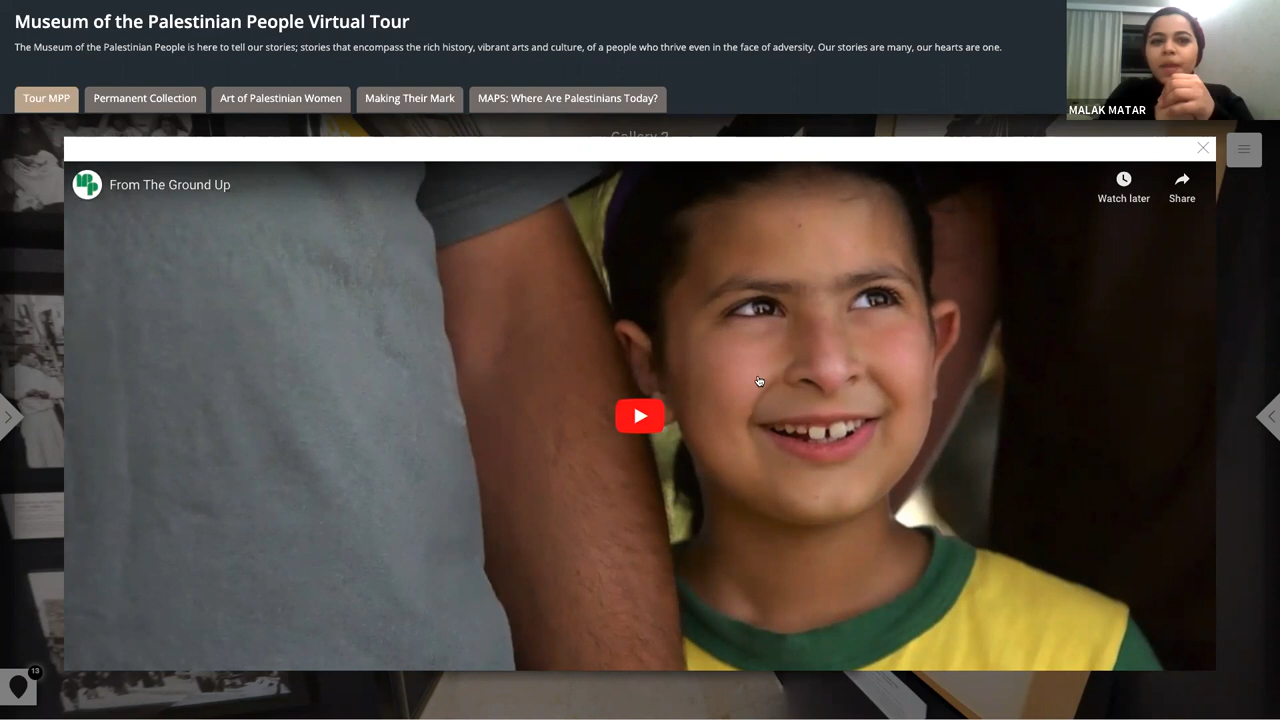 Museum of the Palestinian People Virtual Tour
The Museum of the Palestinian People is here to tell our stories; stories that encompass the rich history, vibrant arts and culture, of a people who thrive even in the face of adversity. Our stories are many, our hearts are one.
Tour MPP
Permanent Collection
Art of Palestinian Women
Making Their Mark
MAPS: Where Are Palestinians Today?
MALAK MATAR
From The Ground Up
Watch later
Share
13